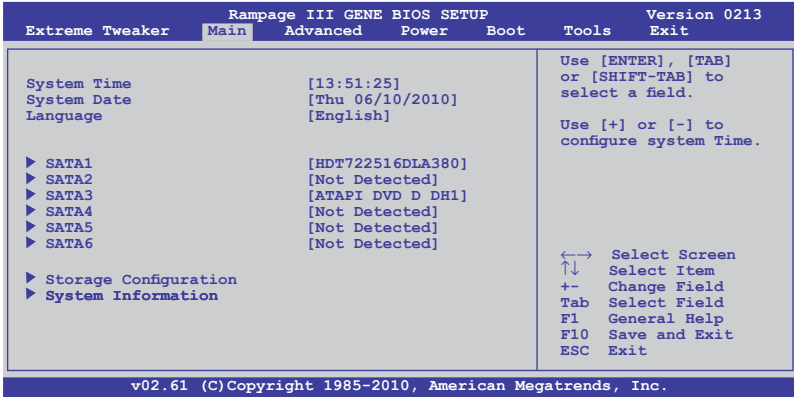 Rampage III GENE BIOS SETUP Version 0213
Extreme Tweaker Main Advanced Power Boot Tools Exit
System Time [13:51:25]
System Date [Thu 06/10/2010]
Language [English]
SATA1 [HDT722516DLA380]
SATA2 [Not Detected]
SATA3 [ATAPI DVD D DH1]
SATA4 [Not Detected]
SATA5 [Not Detected]
SATA6 [Not Detected]
Storage Configuration
System Information
Use [ENTER], [TAB]
or [SHIFT-TAB] to
select a field.
Use [+] or [-] to
configure system Time.
←→ Select Screen
↑↓ Select Item
+- Change Field
Tab Select Field
F1 General Help
F10 Save and Exit
ESC Exit
v02.61 (C)Copyright 1985-2010, American Megatrends, Inc.